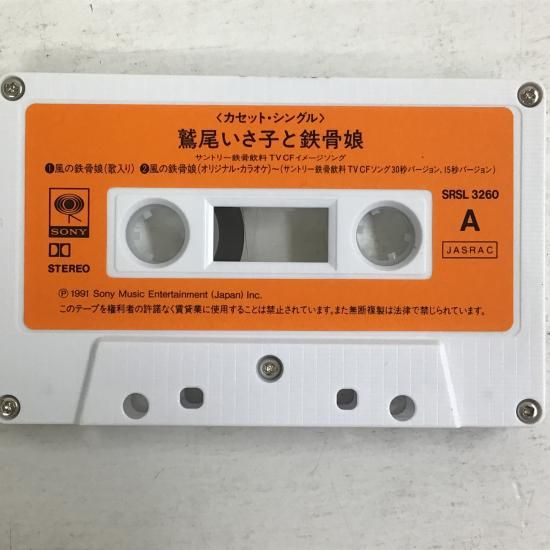 〈カセット・シングル〉
鷲尾いさ子と鉄骨娘
サントリー鉄骨飲料 TV CFイメージソング
❶風の鉄骨娘(歌入り) ❷風の鉄骨娘(オリジナル・カラオケ)~(サントリー鉄骨飲料TV CFソング30秒バージョン、15秒バージョン)
SONY
STEREO
SRSL 3260
A
JASRAC
Ⓟ 1991 Sony Music Entertainment (Japan) Inc.
このテープを権利者の許諾なく賃貸業に使用することは禁止されています。また無断複製は法律で禁じられています。